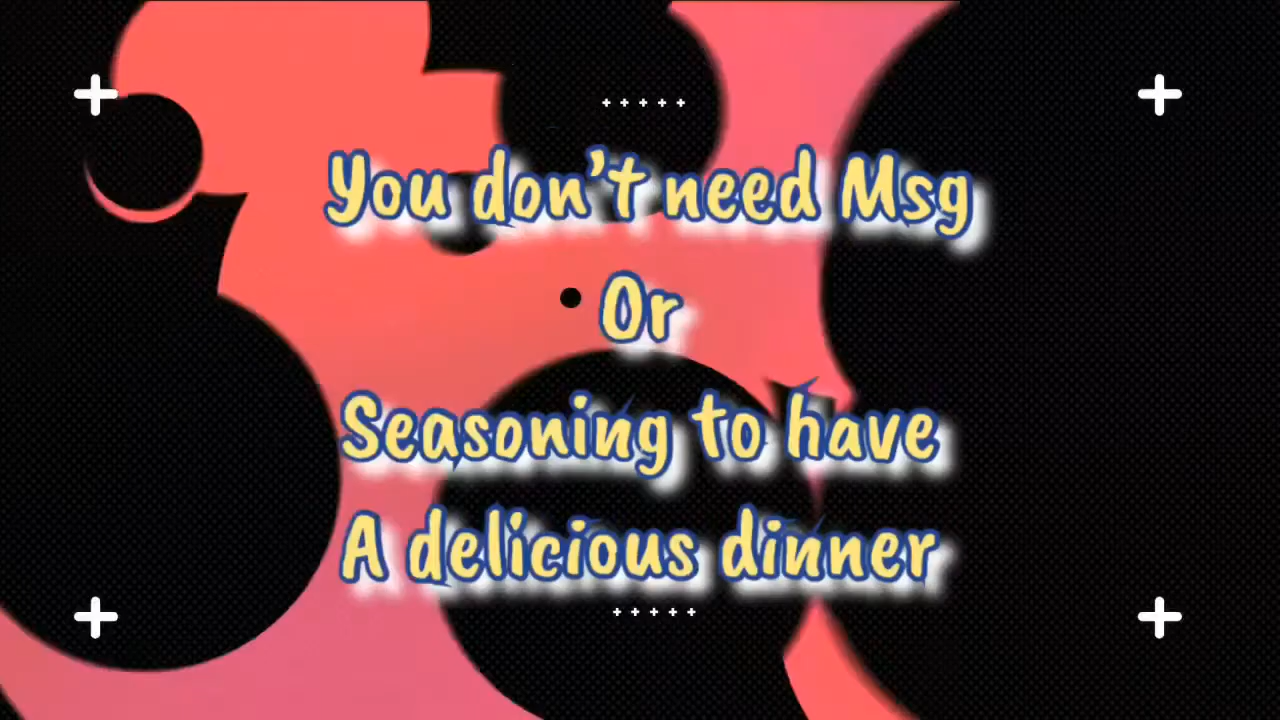 You don't need Msg
Or
Seasoning to have
A delicious dinner